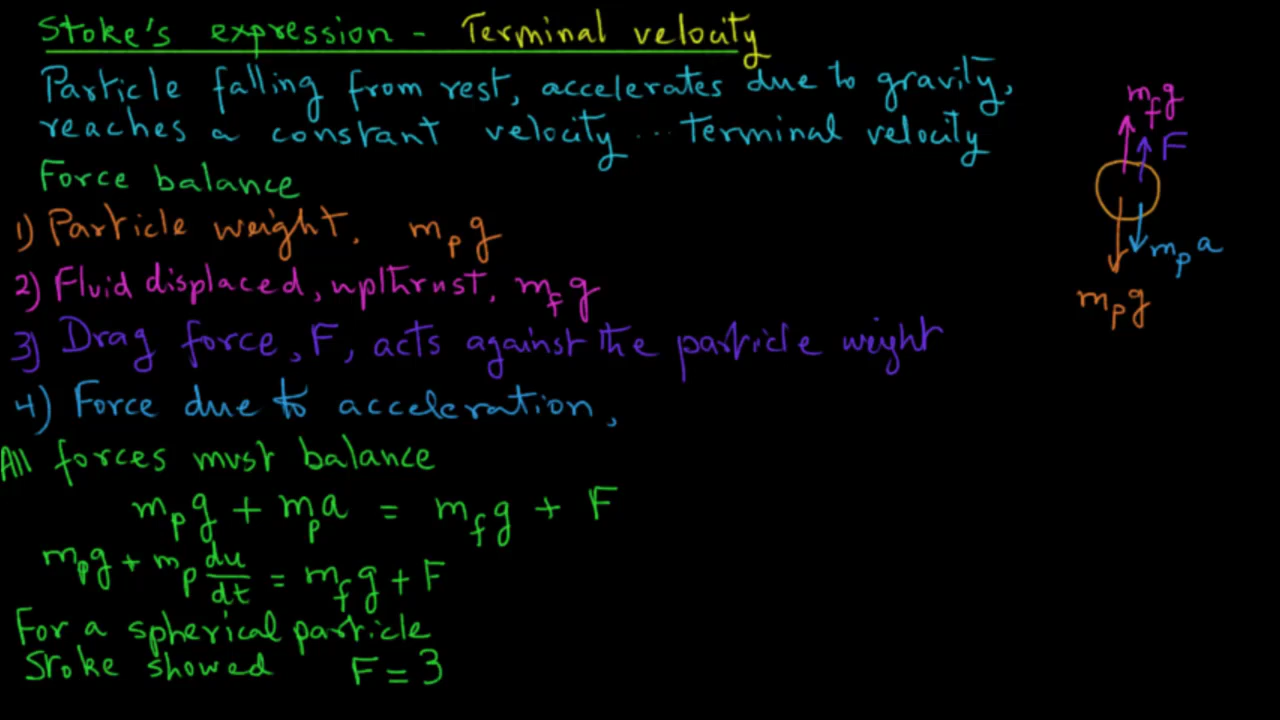 Stoke's expression - Terminal velocity
Particle falling from rest, accelerates due to gravity,
reaches a constant velocity ... Terminal velocity
Force balance
1) Particle weight, mpg
2) Fluid displaced, upthrust, mfg
3) Drag force, F, acts against the particle weight
4) Force due to acceleration,
All forces must balance
mpg + mpa = mfg + F
mpg + mp du/dt = mfg + F
For a spherical particle
Stoke showed F = 3
mfg
F
mpa
mpg